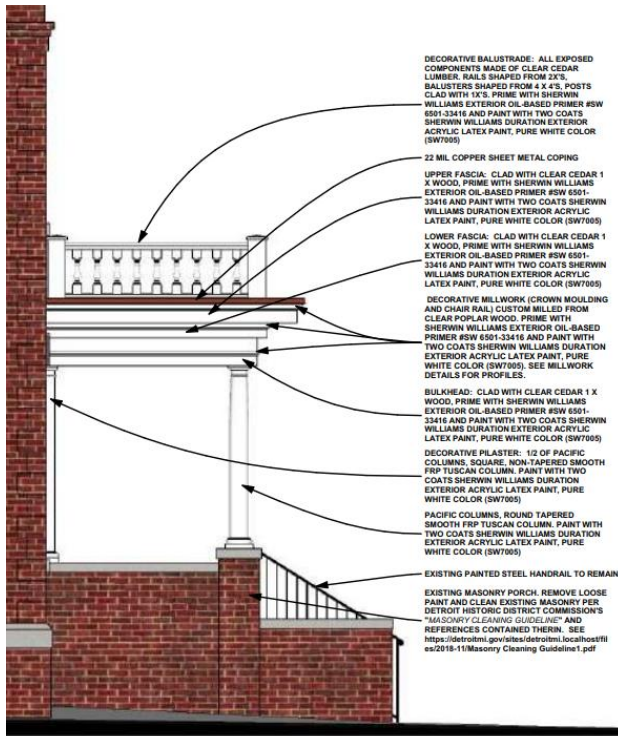 DECORATIVE BALUSTRADE: ALL EXPOSED
COMPONENTS MADE OF CLEAR CEDAR
LUMBER. RAILS SHAPED FROM 2X'S,
BALUSTERS SHAPED FROM 4 X 4'S, POSTS
CLAD WITH 1X'S. PRIME WITH SHERWIN
WILLIAMS EXTERIOR OIL-BASED PRIMER #SW
6501-33416 AND PAINT WITH TWO COATS
SHERWIN WILLIAMS DURATION EXTERIOR
ACRYLIC LATEX PAINT, PURE WHITE COLOR
(SW7005)
22 MIL COPPER SHEET METAL COPING
UPPER FASCIA: CLAD WITH CLEAR CEDAR 1
X WOOD, PRIME WITH SHERWIN WILLIAMS
EXTERIOR OIL-BASED PRIMER #SW 6501-
33416 AND PAINT WITH TWO COATS SHERWIN
WILLIAMS DURATION EXTERIOR ACRYLIC
LATEX PAINT, PURE WHITE COLOR (SW7005)
LOWER FASCIA: CLAD WITH CLEAR CEDAR 1
X WOOD, PRIME WITH SHERWIN WILLIAMS
EXTERIOR OIL-BASED PRIMER #SW 6501-
33416 AND PAINT WITH TWO COATS SHERWIN
WILLIAMS DURATION EXTERIOR ACRYLIC
LATEX PAINT, PURE WHITE COLOR (SW7005)
DECORATIVE MILLWORK (CROWN MOULDING
AND CHAIR RAIL) CUSTOM MILLED FROM
CLEAR POPLAR WOOD. PRIME WITH
SHERWIN WILLIAMS EXTERIOR OIL-BASED
PRIMER #SW 6501-33416 AND PAINT WITH
TWO COATS SHERWIN WILLIAMS DURATION
EXTERIOR ACRYLIC LATEX PAINT, PURE
WHITE COLOR (SW7005). SEE MILLWORK
DETAILS FOR PROFILES.
BULKHEAD: CLAD WITH CLEAR CEDAR 1 X
WOOD, PRIME WITH SHERWIN WILLIAMS
EXTERIOR OIL-BASED PRIMER #SW 6501-
33416 AND PAINT WITH TWO COATS SHERWIN
WILLIAMS DURATION EXTERIOR ACRYLIC
LATEX PAINT, PURE WHITE COLOR (SW7005)
DECORATIVE PILASTER: 1/2 OF PACIFIC
COLUMNS, SQUARE, NON-TAPERED SMOOTH
FRP TUSCAN COLUMN. PAINT WITH TWO
COATS SHERWIN WILLIAMS DURATION
EXTERIOR ACRYLIC LATEX PAINT, PURE
WHITE COLOR (SW7005)
PACIFIC COLUMNS, ROUND TAPERED
SMOOTH FRP TUSCAN COLUMN. PAINT WITH
TWO COATS SHERWIN WILLIAMS DURATION
EXTERIOR ACRYLIC LATEX PAINT, PURE
WHITE COLOR (SW7005)
EXISTING PAINTED STEEL HANDRAIL TO REMAIN
EXISTING MASONRY PORCH. REMOVE LOOSE
PAINT AND CLEAN EXISTING MASONRY PER
DETROIT HISTORIC DISTRICT COMMISSION'S
"MASONRY CLEANING GUIDELINE" AND
REFERENCES CONTAINED THERIN. SEE
https://detroitmi.gov/sites/detroitmi.localhost/fil
es/2018-11/Masonry Cleaning Guideline1.pdf